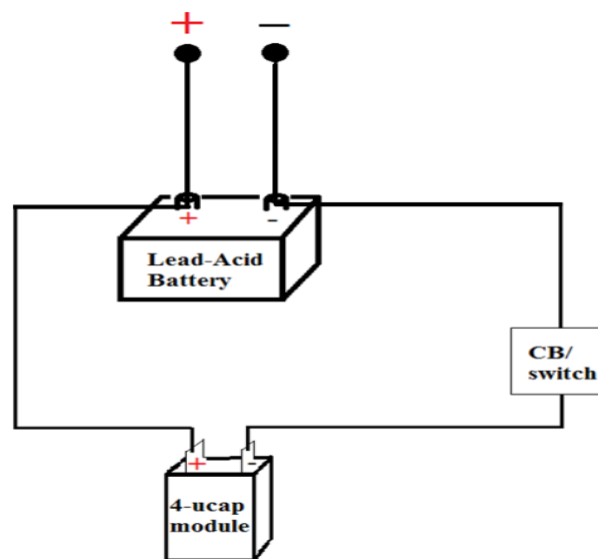 + –
+ -
Lead-Acid
Battery
CB/
switch
+ -
4-ucap
module